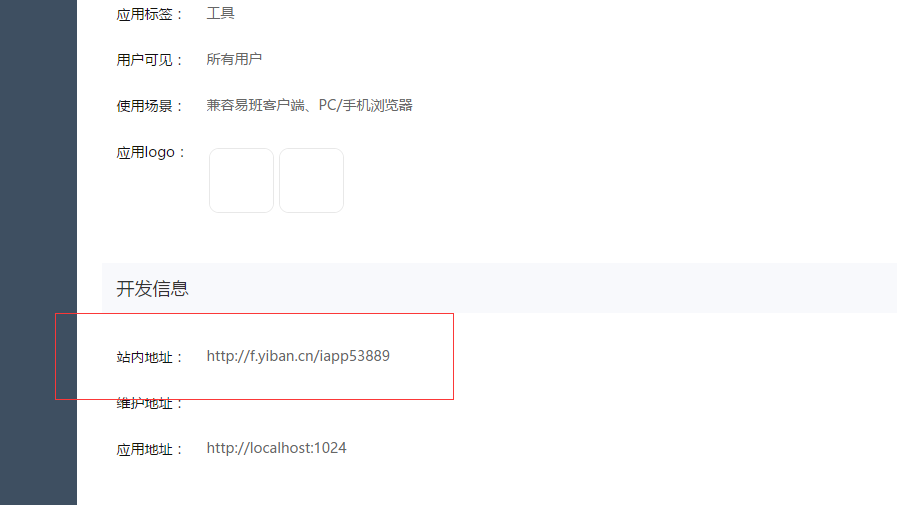 应用标签： 工具
用户可见： 所有用户
使用场景： 兼容易班客户端、PC/手机浏览器
应用logo：
开发信息
站内地址： http://f.yiban.cn/iapp53889
维护地址：
应用地址： http://localhost:1024